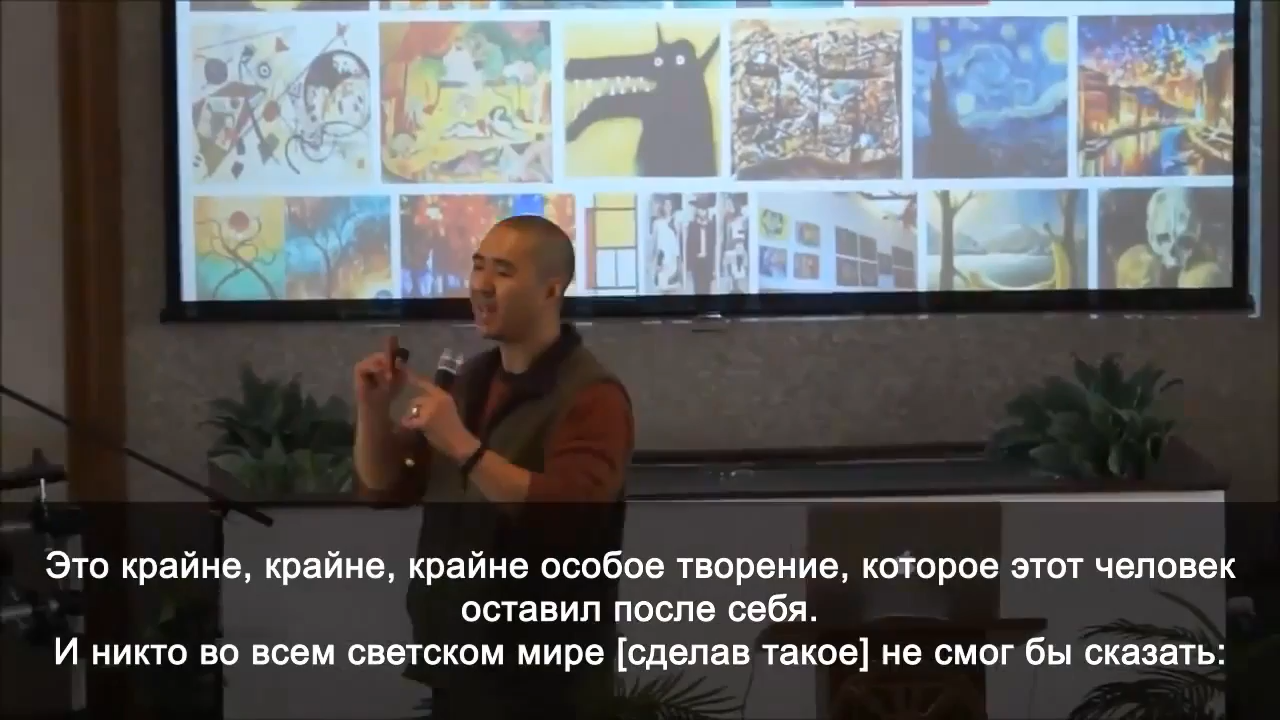 Это крайне, крайне, крайне особое творение, которое этот человек
оставил после себя.
И никто во всем светском мире [сделав такое] не смог бы сказать: